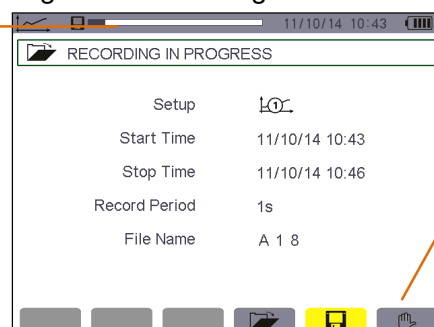 11/10/14 10:43
RECORDING IN PROGRESS
Setup 1
Start Time 11/10/14 10:43
Stop Time 11/10/14 10:46
Record Period 1s
File Name A 1 8